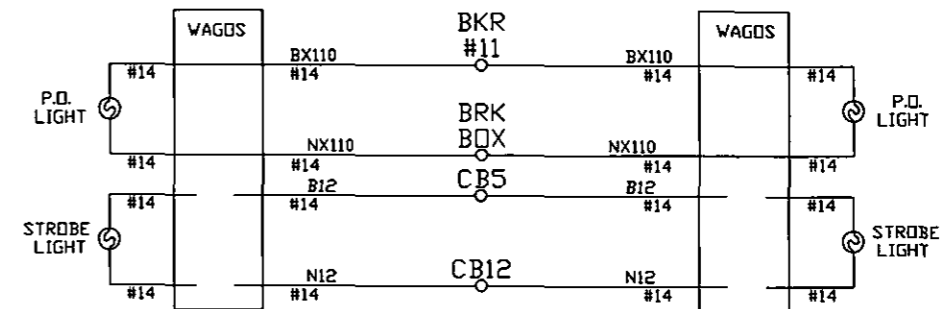 WAGOS
BKR
#11
WAGOS
BX110
BX110
#14
#14
#14
#14
P.O.
LIGHT
P.O.
LIGHT
BRK
BOX
NX110
NX110
#14
#14
#14
#14
B12
CB5
B12
#14
#14
#14
#14
STROBE
LIGHT
STROBE
LIGHT
N12
CB12
N12
#14
#14
#14
#14